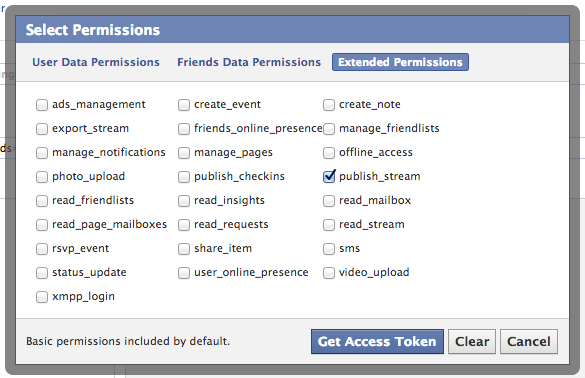 Select Permissions
User Data Permissions Friends Data Permissions Extended Permissions
ads_management create_event create_note
export_stream friends_online_presence manage_friendlists
manage_notifications manage_pages offline_access
photo_upload publish_checkins publish_stream
read_friendlists read_insights read_mailbox
read_page_mailboxes read_requests read_stream
rsvp_event share_item sms
status_update user_online_presence video_upload
xmpp_login
Basic permissions included by default. Get Access Token Clear Cancel